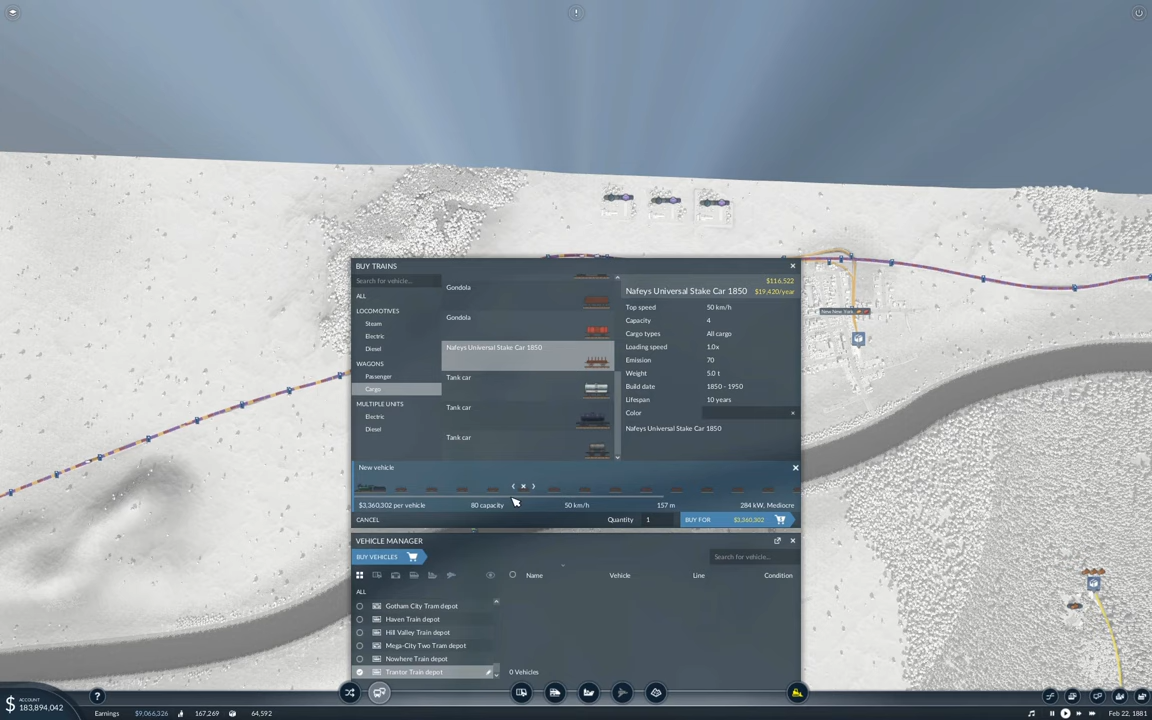 BUY TRAINS
Search for vehicle...
ALL
LOCOMOTIVES
Steam
Electric
Diesel
WAGONS
Passenger
Cargo
MULTIPLE UNITS
Electric
Diesel
Gondola
Gondola
Nafeys Universal Stake Car 1850
Tank car
Tank car
Tank car
$116,522
Nafeys Universal Stake Car 1850 $19,420/year
Top speed 50 km/h
Capacity 4
Cargo types All cargo
Loading speed 1.0x
Emission 70
Weight 5.0 t
Build date 1850 - 1950
Lifespan 10 years
Color
Nafeys Universal Stake Car 1850
New vehicle
$3,360,302 per vehicle 80 capacity 50 km/h 157 m 284 kW, Mediocre
CANCEL Quantity 1 BUY FOR $3,360,302
VEHICLE MANAGER
BUY VEHICLES Search for vehicle...
Name Vehicle Line Condition
ALL
Gotham City Tram depot
Haven Train depot
Hill Valley Train depot
Mega-City Two Tram depot
Nowhere Train depot
Trantor Train depot 0 Vehicles
$ ACCOUNT 183,894,042 ?
Earnings $9,066,326 167,269 64,592 Feb 22, 1881